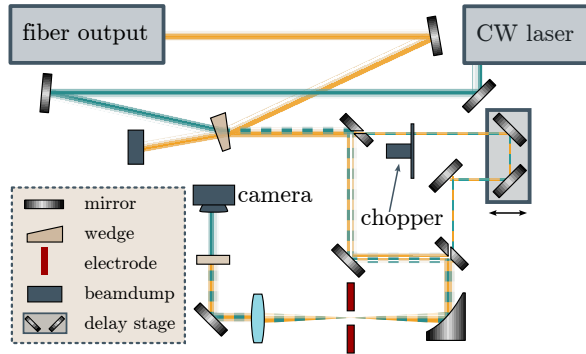 fiber output
CW laser
chopper
camera
mirror
wedge
electrode
beamdump
delay stage